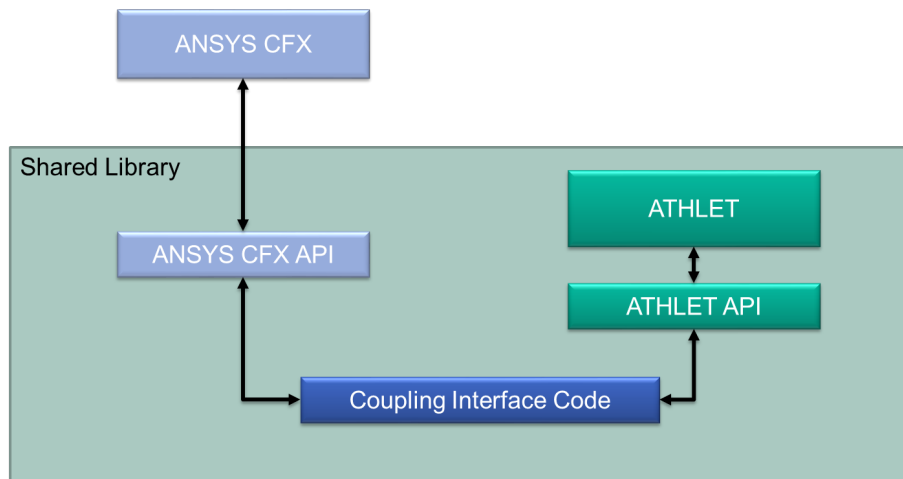 ANSYS CFX
Shared Library
ATHLET
ANSYS CFX API
ATHLET API
Coupling Interface Code